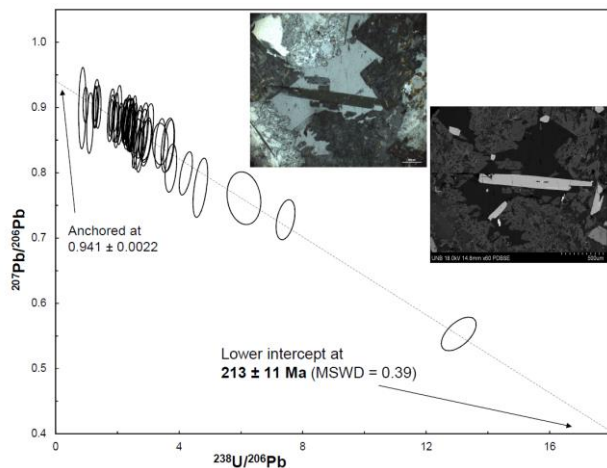 1.0
0.9
0.8
0.7
0.6
0.5
0.4
0
4
8
12
16
²⁰⁷Pb/²⁰⁶Pb
²³⁸U/²⁰⁶Pb
Anchored at
0.941 ± 0.0022
Lower intercept at
213 ± 11 Ma (MSWD = 0.39)
500um